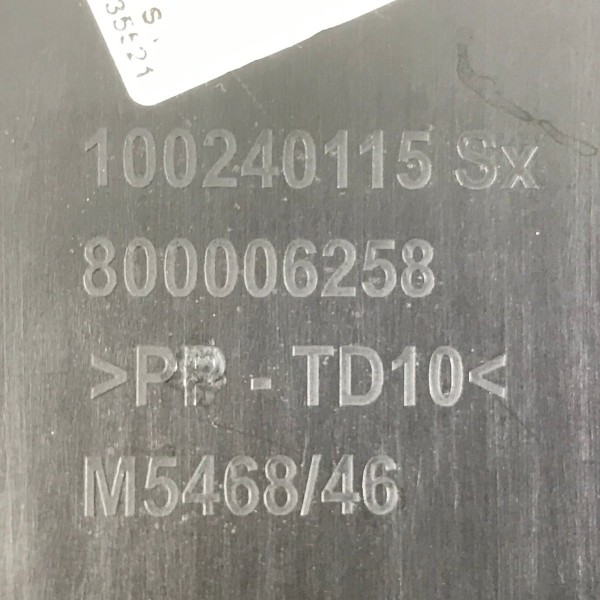 100240115 Sx
800006258
>PP - TD10<
M5468/46